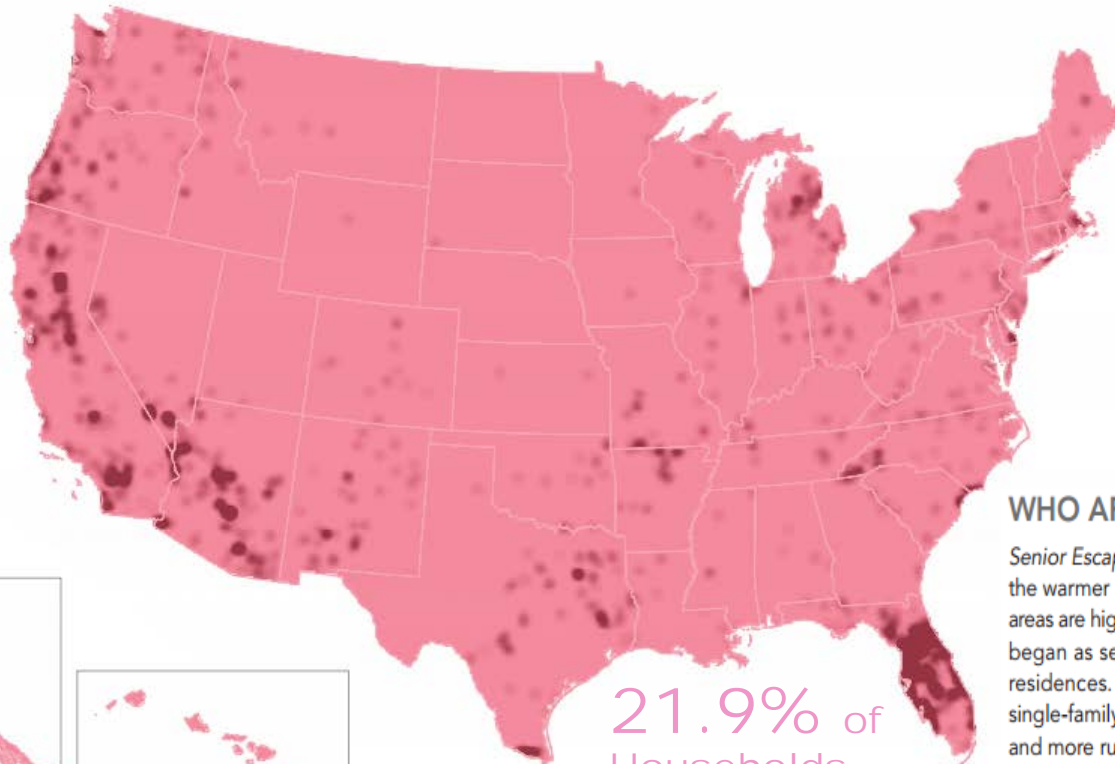 WHO AR
Senior Escap
the warmer
areas are hig
began as se
residences.
single-family
and more ru
21.9% of
Households